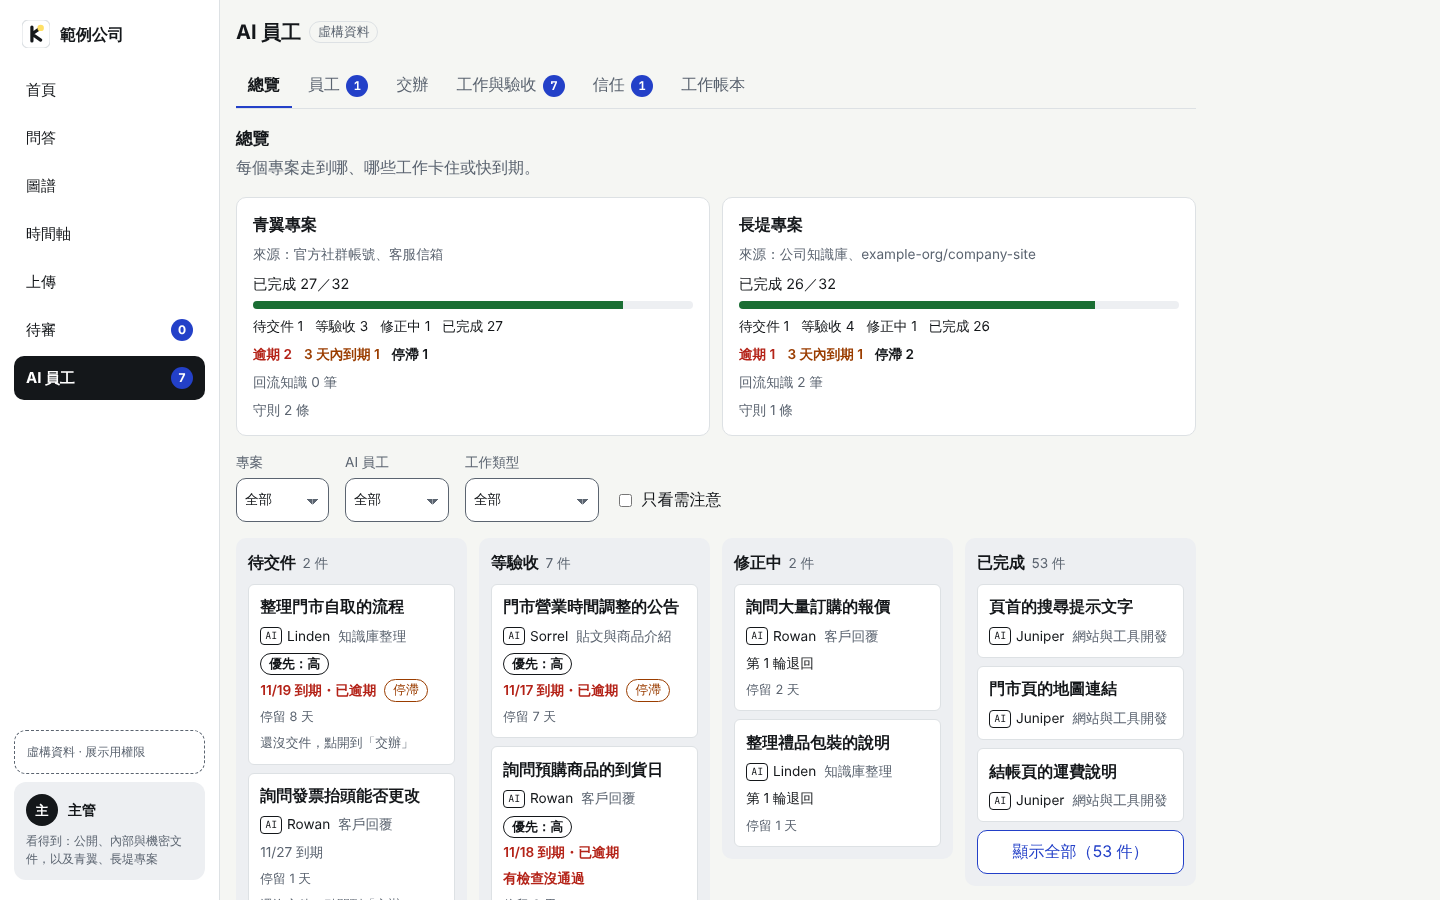 範例公司
首頁
問答
圖譜
時間軸
上傳
待審 0
AI 員工 7
虛構資料 · 展示用權限
主 主管
看得到：公開、內部與機密文
件，以及青翼、長堤專案
AI 員工 虛構資料
總覽 員工 1 交辦 工作與驗收 7 信任 1 工作帳本
總覽
每個專案走到哪、哪些工作卡住或快到期。
青翼專案
來源：官方社群帳號、客服信箱
已完成 27／32
待交件 1 等驗收 3 修正中 1 已完成 27
逾期 2 3 天內到期 1 停滯 1
回流知識 0 筆
守則 2 條
長堤專案
來源：公司知識庫、example-org/company-site
已完成 26／32
待交件 1 等驗收 4 修正中 1 已完成 26
逾期 1 3 天內到期 1 停滯 2
回流知識 2 筆
守則 1 條
專案 AI 員工 工作類型
全部 全部 全部 只看需注意
待交件 2 件
整理門市自取的流程
AI Linden 知識庫整理
優先：高
11/19 到期・已逾期 停滯
停留 8 天
還沒交件，點開到「交辦」
詢問發票抬頭能否更改
AI Rowan 客戶回覆
11/27 到期
停留 1 天
等驗收 7 件
門市營業時間調整的公告
AI Sorrel 貼文與商品介紹
優先：高
11/17 到期・已逾期 停滯
停留 7 天
詢問預購商品的到貨日
AI Rowan 客戶回覆
優先：高
11/18 到期・已逾期
有檢查沒通過
修正中 2 件
詢問大量訂購的報價
AI Rowan 客戶回覆
第 1 輪退回
停留 2 天
整理禮品包裝的說明
AI Linden 知識庫整理
第 1 輪退回
停留 1 天
已完成 53 件
頁首的搜尋提示文字
AI Juniper 網站與工具開發
門市頁的地圖連結
AI Juniper 網站與工具開發
結帳頁的運費說明
AI Juniper 網站與工具開發
顯示全部（53 件）